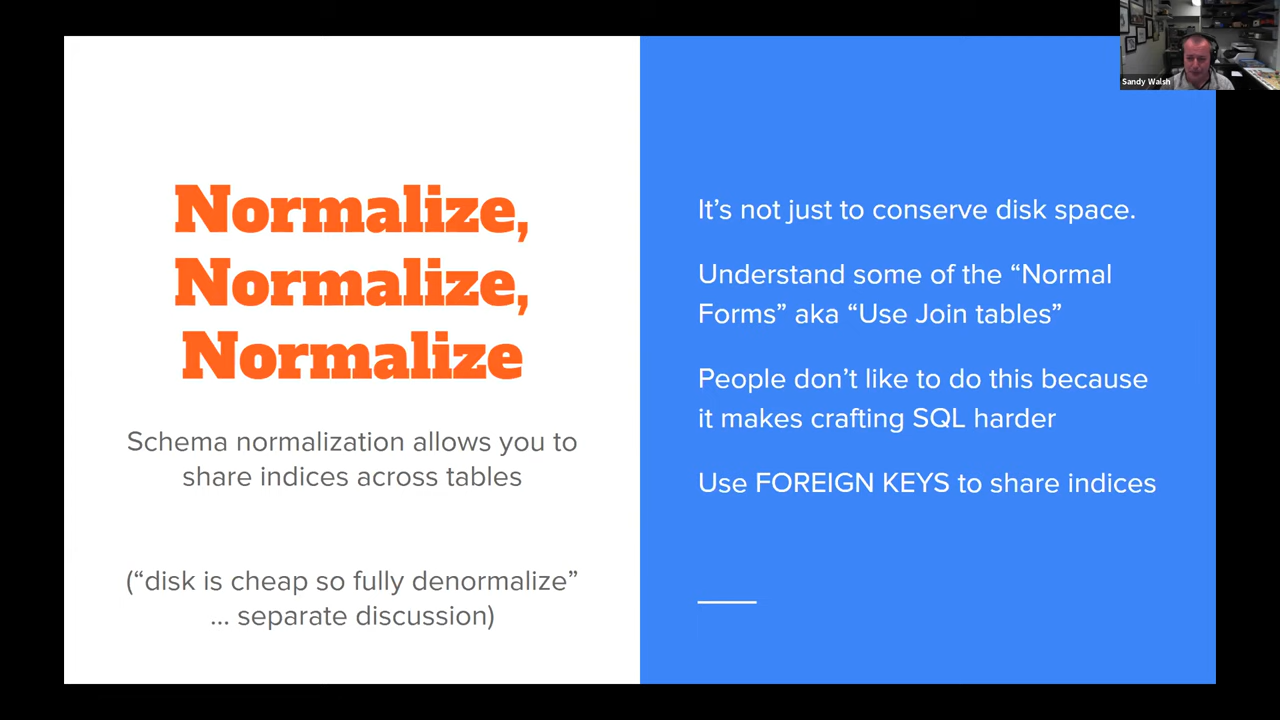 Normalize,
Normalize,
Normalize
Schema normalization allows you to
share indices across tables
(“disk is cheap so fully denormalize”
... separate discussion)
It’s not just to conserve disk space.
Understand some of the “Normal
Forms” aka “Use Join tables”
People don’t like to do this because
it makes crafting SQL harder
Use FOREIGN KEYS to share indices
Sandy Walsh